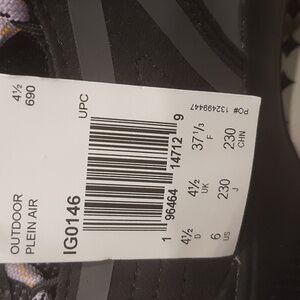 OUTDOOR
PLEIN AIR
4½
690
IG0146
UPC
1 96464 14712 9
PO# 132499447
4½ 4½ 37⅓
D UK F
6 230 230
US J CHN